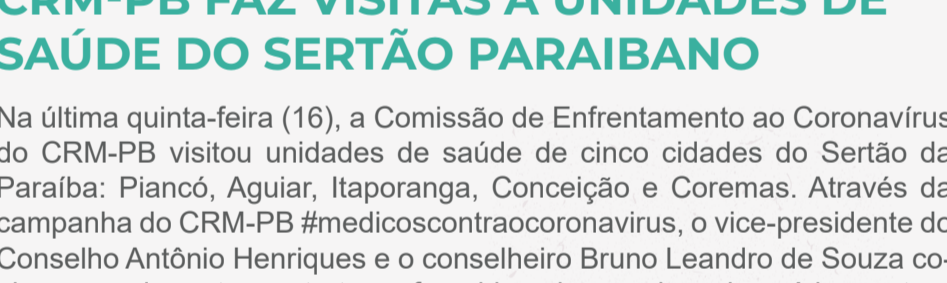 CRM-PB FAZ VISITAS A UNIDADES DE
SAÚDE DO SERTÃO PARAIBANO
Na última quinta-feira (16), a Comissão de Enfrentamento ao Coronavírus
do CRM-PB visitou unidades de saúde de cinco cidades do Sertão da
Paraíba: Piancó, Aguiar, Itaporanga, Conceição e Coremas. Através da
campanha do CRM-PB #medicoscontraocoronavirus, o vice-presidente do
Conselho Antônio Henriques e o conselheiro Bruno Leandro de Souza co-